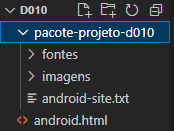 D010
pacote-projeto-d010
fontes
imagens
android-site.txt
android.html